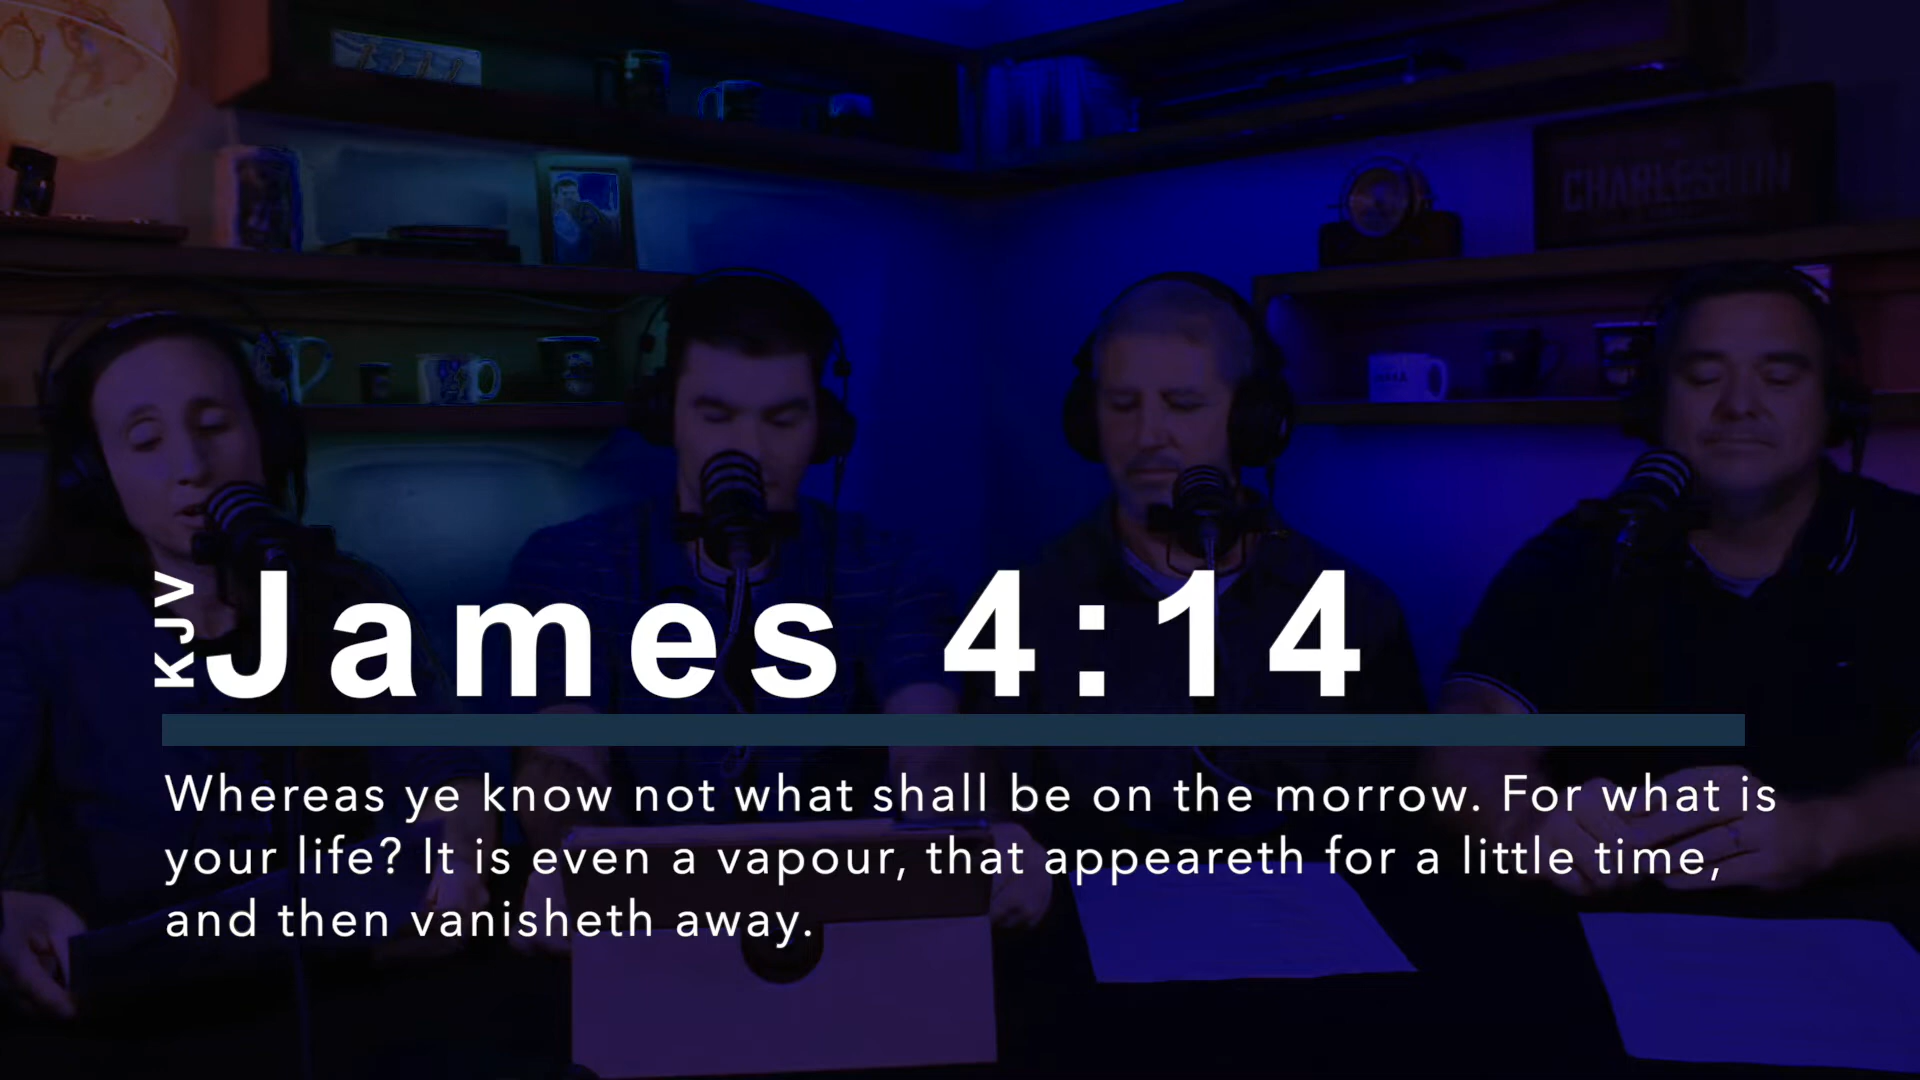 CHARLESTON
KJV
James 4:14
Whereas ye know not what shall be on the morrow. For what is
your life? It is even a vapour, that appeareth for a little time,
and then vanisheth away.